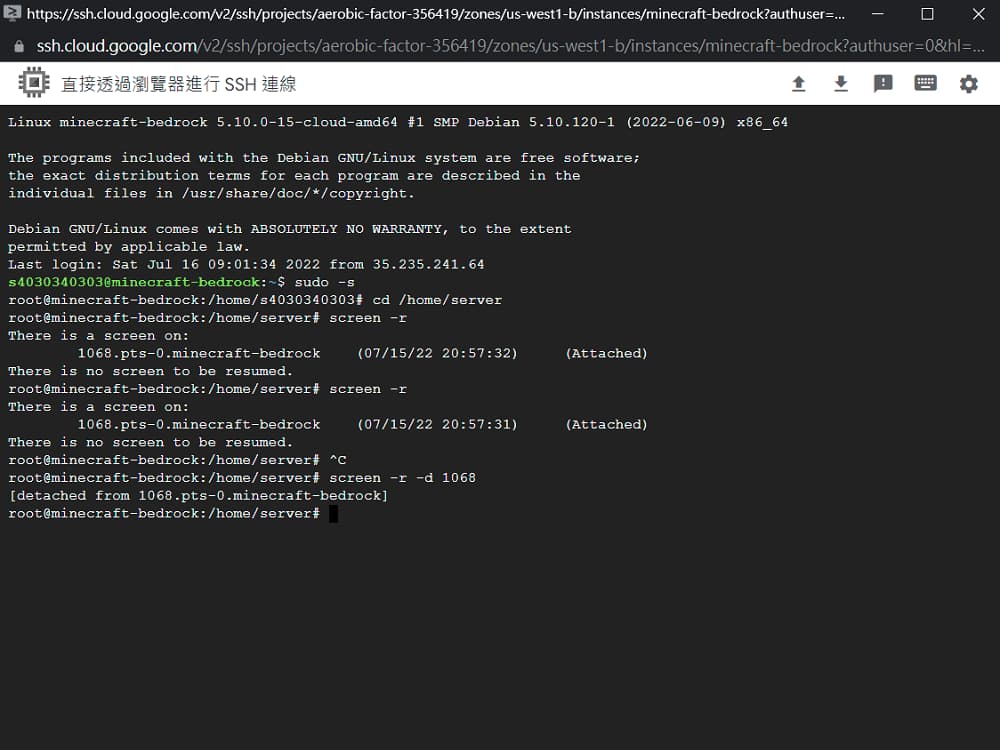 https://ssh.cloud.google.com/v2/ssh/projects/aerobic-factor-356419/zones/us-west1-b/instances/minecraft-bedrock?authuser=...
ssh.cloud.google.com/v2/ssh/projects/aerobic-factor-356419/zones/us-west1-b/instances/minecraft-bedrock?authuser=0&hl=...
直接透過瀏覽器進行 SSH 連線
Linux minecraft-bedrock 5.10.0-15-cloud-amd64 #1 SMP Debian 5.10.120-1 (2022-06-09) x86_64
The programs included with the Debian GNU/Linux system are free software;
the exact distribution terms for each program are described in the
individual files in /usr/share/doc/*/copyright.
Debian GNU/Linux comes with ABSOLUTELY NO WARRANTY, to the extent
permitted by applicable law.
Last login: Sat Jul 16 09:01:34 2022 from 35.235.241.64
s4030340303@minecraft-bedrock:~$ sudo -s
root@minecraft-bedrock:/home/s4030340303# cd /home/server
root@minecraft-bedrock:/home/server# screen -r
There is a screen on:
        1068.pts-0.minecraft-bedrock    (07/15/22 20:57:32)     (Attached)
There is no screen to be resumed.
root@minecraft-bedrock:/home/server# screen -r
There is a screen on:
        1068.pts-0.minecraft-bedrock    (07/15/22 20:57:31)     (Attached)
There is no screen to be resumed.
root@minecraft-bedrock:/home/server# ^C
root@minecraft-bedrock:/home/server# screen -r -d 1068
[detached from 1068.pts-0.minecraft-bedrock]
root@minecraft-bedrock:/home/server#